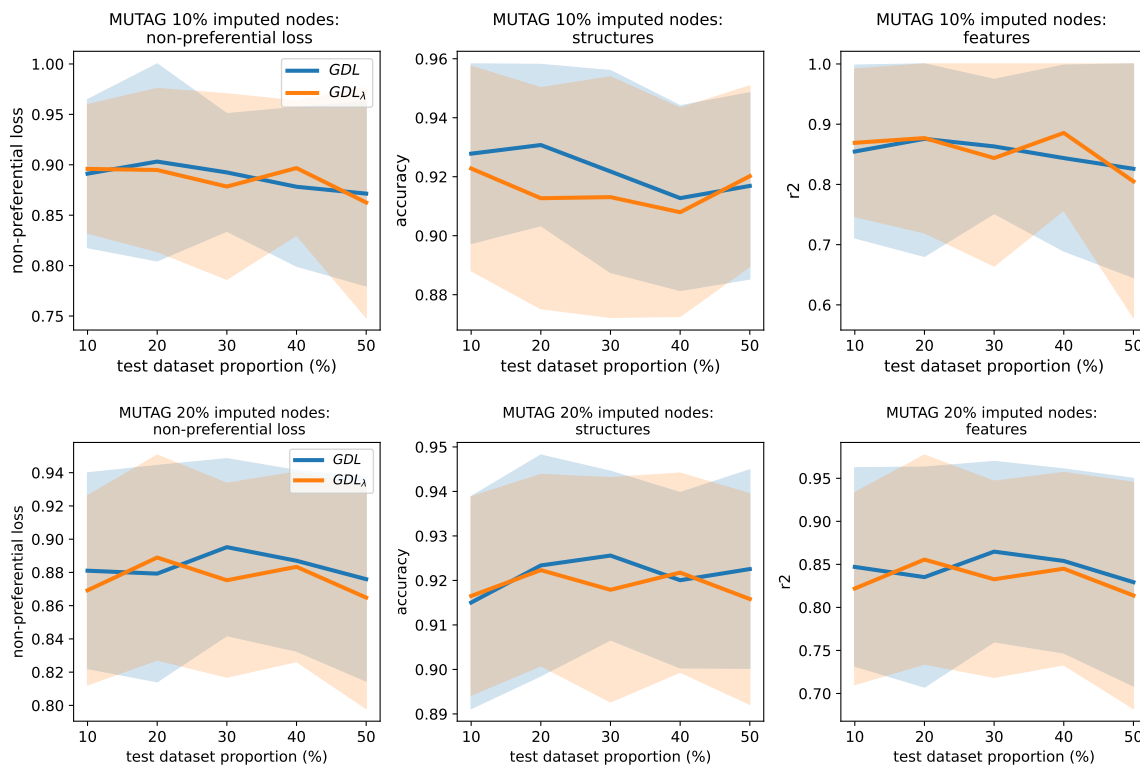 MUTAG 10% imputed nodes:
non-preferential loss
non-preferential loss
1.00
0.95
0.90
0.85
0.80
0.75
GDL
GDLλ
10 20 30 40 50
test dataset proportion (%)
MUTAG 10% imputed nodes:
structures
accuracy
0.96
0.94
0.92
0.90
0.88
10 20 30 40 50
test dataset proportion (%)
MUTAG 10% imputed nodes:
features
r2
1.0
0.9
0.8
0.7
0.6
10 20 30 40 50
test dataset proportion (%)
MUTAG 20% imputed nodes:
non-preferential loss
non-preferential loss
0.94
0.92
0.90
0.88
0.86
0.84
0.82
0.80
GDL
GDLλ
10 20 30 40 50
test dataset proportion (%)
MUTAG 20% imputed nodes:
structures
accuracy
0.95
0.94
0.93
0.92
0.91
0.90
0.89
10 20 30 40 50
test dataset proportion (%)
MUTAG 20% imputed nodes:
features
r2
0.95
0.90
0.85
0.80
0.75
0.70
10 20 30 40 50
test dataset proportion (%)